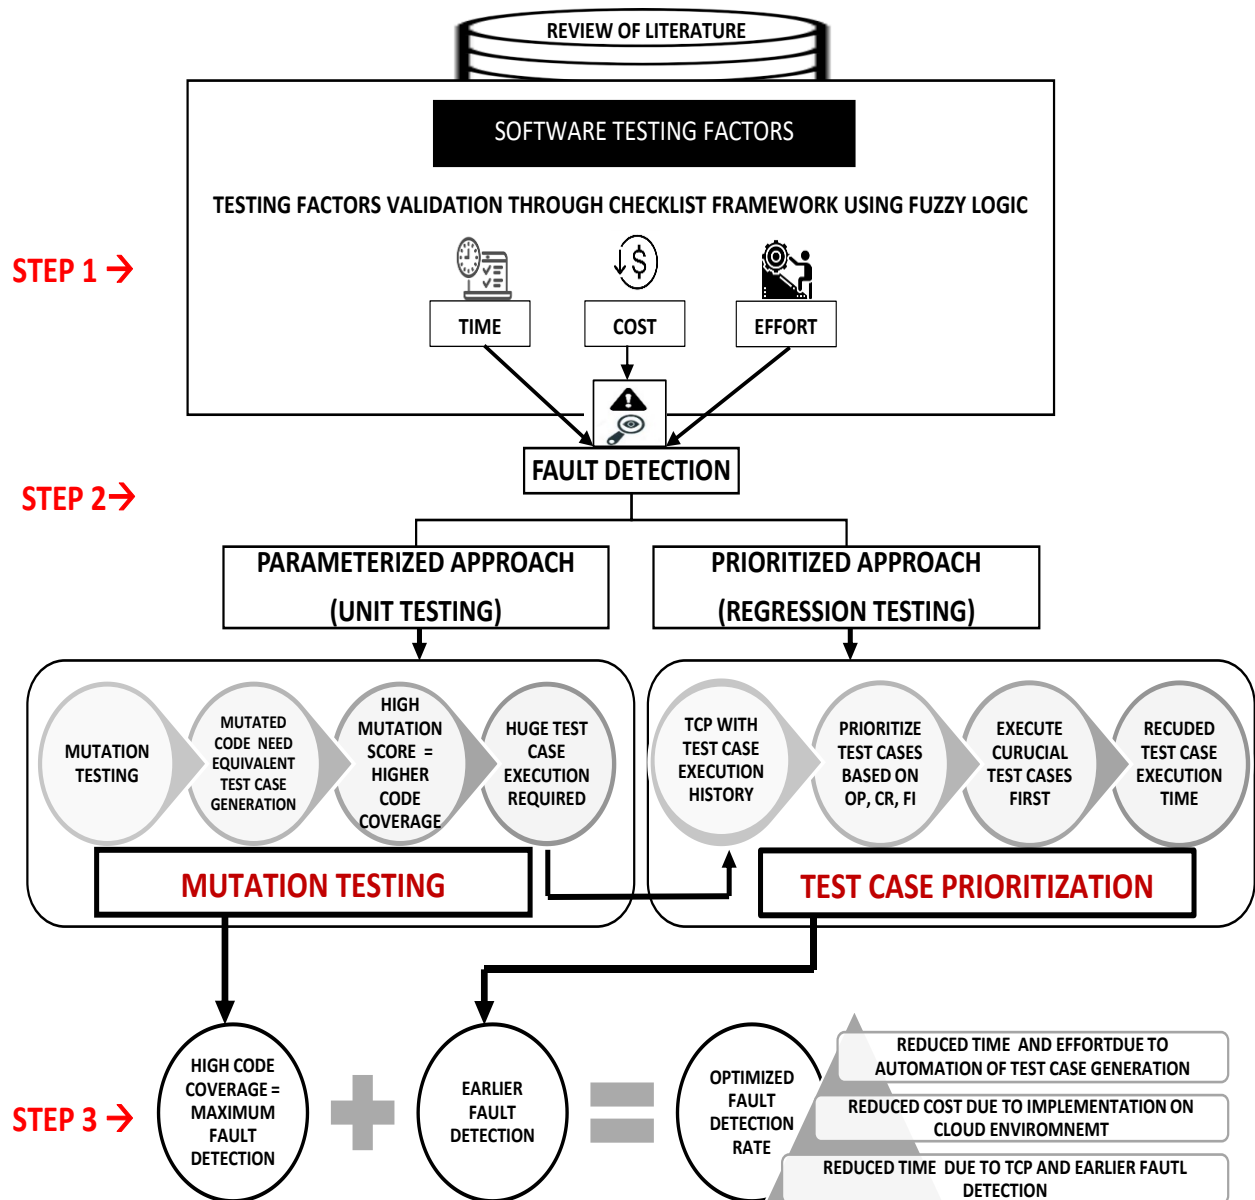 REVIEW OF LITERATURE
SOFTWARE TESTING FACTORS
TESTING FACTORS VALIDATION THROUGH CHECKLIST FRAMEWORK USING FUZZY LOGIC
STEP 1 →
$
TIME
COST
EFFORT
FAULT DETECTION
STEP 2→
PARAMETERIZED APPROACH
(UNIT TESTING)
PRIORITIZED APPROACH
(REGRESSION TESTING)
MUTATION
TESTING
MUTATED
CODE NEED
EQUIVALENT
TEST CASE
GENERATION
HIGH
MUTATION
SCORE =
HIGHER
CODE
COVERAGE
HUGE TEST
CASE
EXECUTION
REQUIRED
MUTATION TESTING
TCP WITH
TEST CASE
EXECUTION
HISTORY
PRIORITIZE
TEST CASES
BASED ON
OP, CR, FI
EXECUTE
CURUCIAL
TEST CASES
FIRST
RECUDED
TEST CASE
EXECUTION
TIME
TEST CASE PRIORITIZATION
STEP 3 →
HIGH CODE
COVERAGE =
MAXIMUM
FAULT
DETECTION
EARLIER
FAULT
DETECTION
OPTIMIZED
FAULT
DETECTION
RATE
REDUCED TIME AND EFFORTDUE TO
AUTOMATION OF TEST CASE GENERATION
REDUCED COST DUE TO IMPLEMENTATION ON
CLOUD ENVIROMNEMT
REDUCED TIME DUE TO TCP AND EARLIER FAUTL
DETECTION